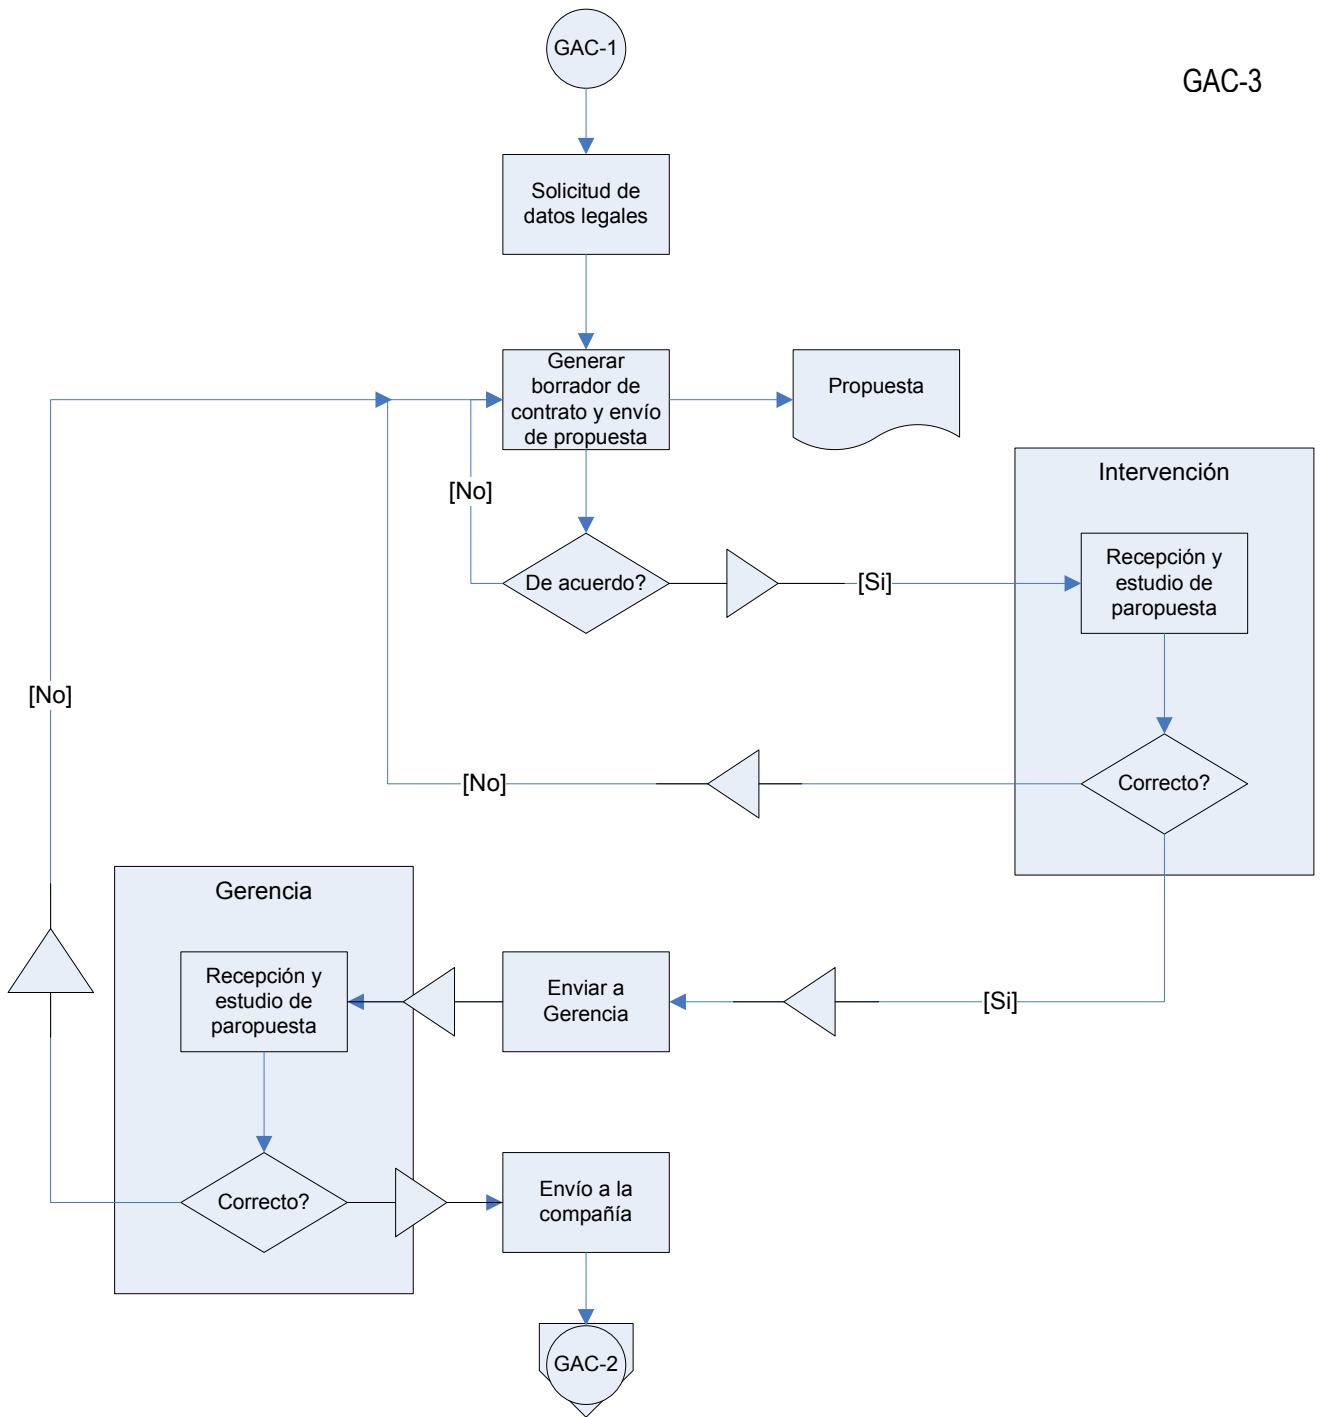 GAC-1
GAC-3
Solicitud de
datos legales
Generar
borrador de
contrato y envío
de propuesta
Propuesta
Intervención
[No]
De acuerdo?
[Si]
Recepción y
estudio de
paropuesta
[No]
[No]
Correcto?
Gerencia
Recepción y
estudio de
paropuesta
Enviar a
Gerencia
[Si]
Correcto?
Envío a la
compañía
GAC-2